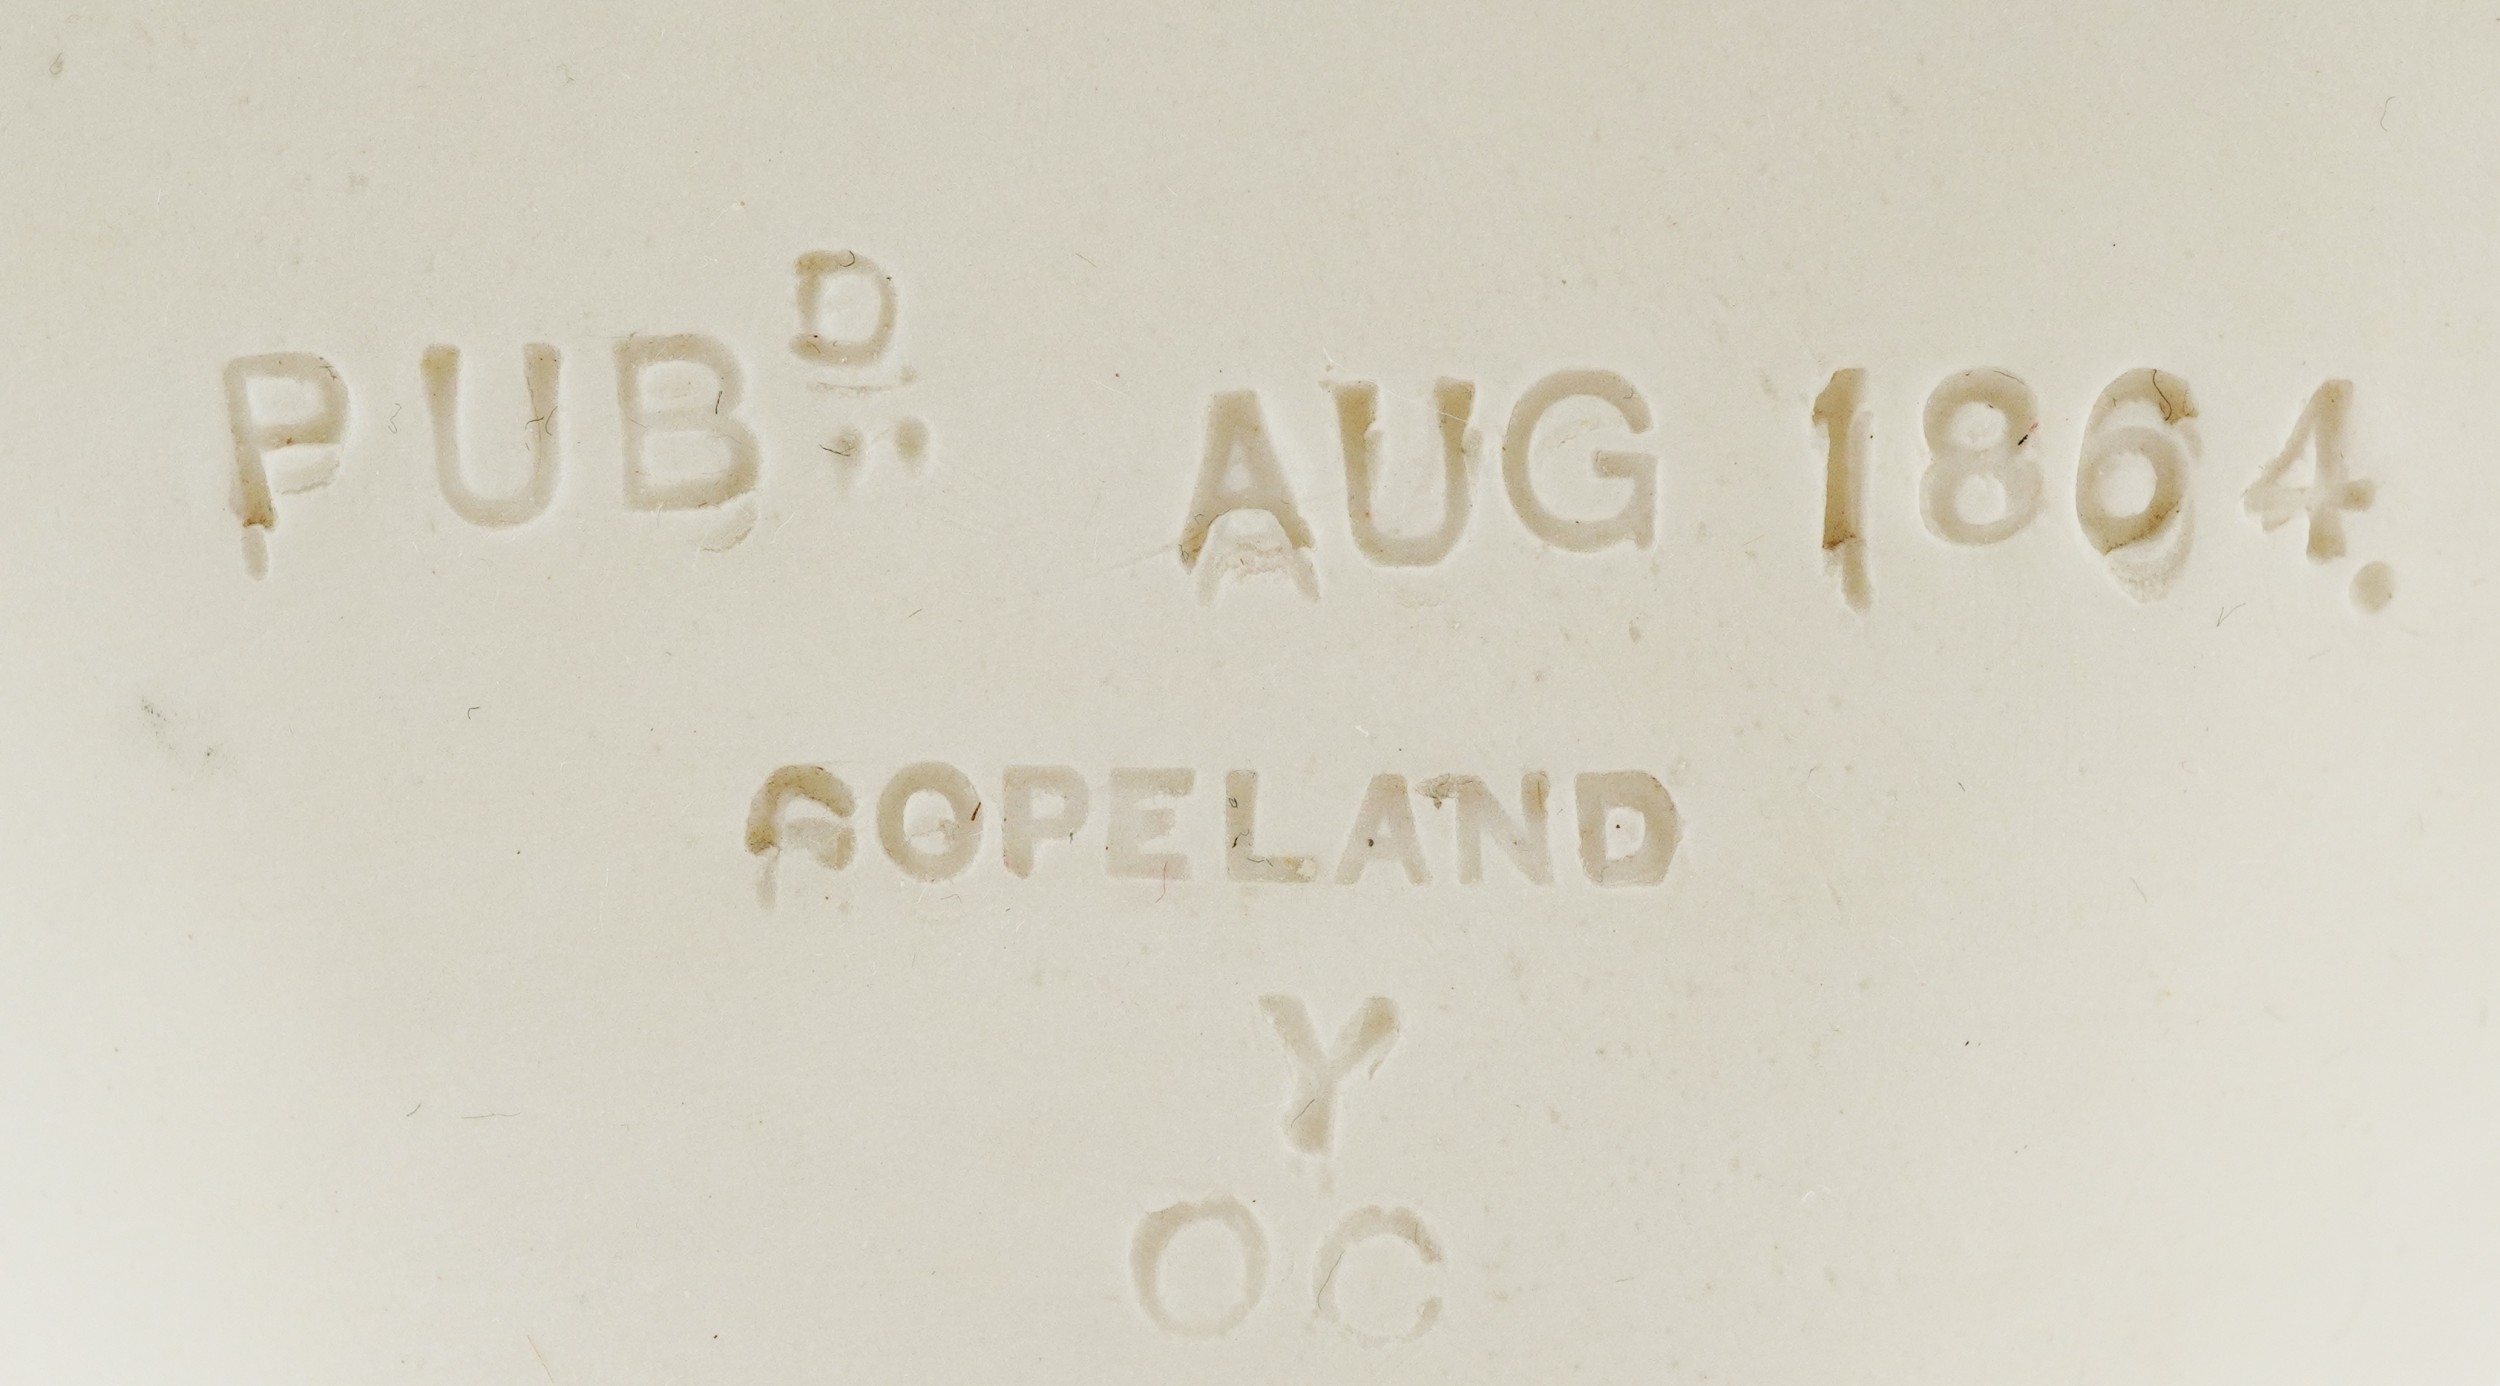 PUBᴰ.. AUG 1864.
COPELAND
Y
OC